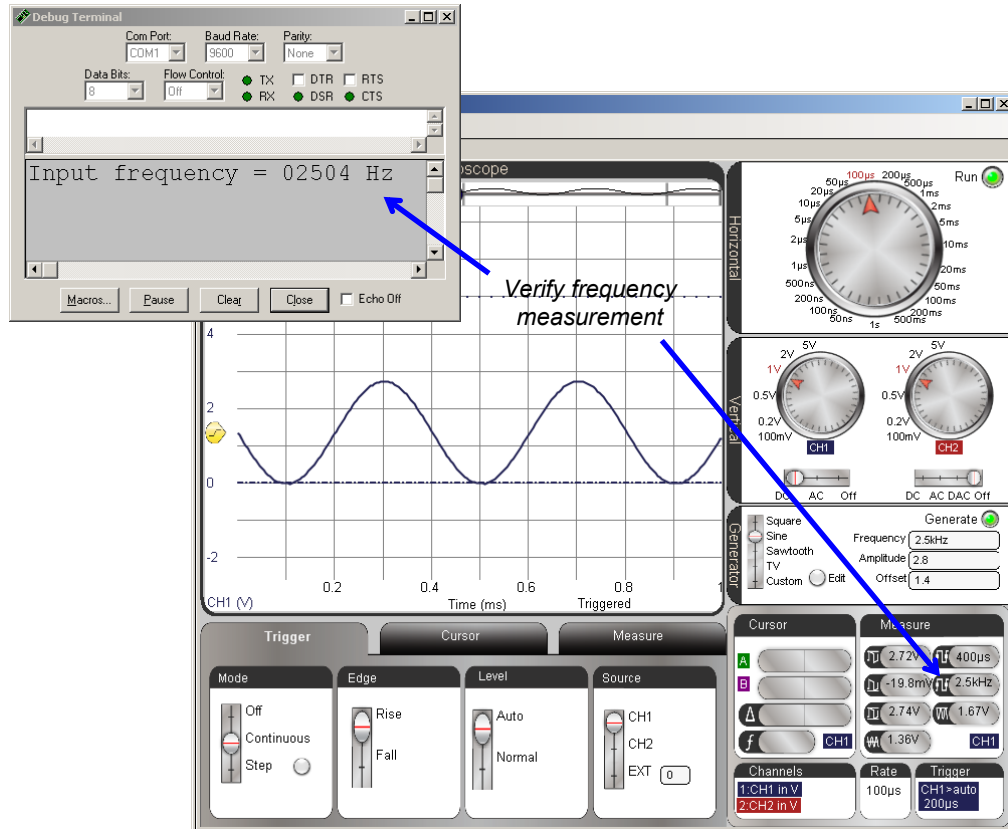 Debug Terminal
Com Port: Baud Rate: Parity:
COM1 9600 None
Data Bits: Flow Control: TX DTR RTS
8 Off RX DSR CTS
Input frequency = 02504 Hz
Macros... Pause Clear Close Echo Off
Verify frequency
measurement
oscope
4
2
0
-2
0.2 0.4 0.6 0.8 1
CH1 (V) Time (ms) Triggered
Horizontal
Run
50ns 100ns 200ns 500ns 1µs 2µs 5µs 10µs 20µs 50µs 100µs 200µs 500µs 1ms 2ms 5ms 10ms 20ms 50ms 100ms 200ms 500ms 1s
Vertical
5V 5V
2V 2V
1V 1V
0.5V 0.5V
0.2V 0.2V
100mV 100mV
CH1 CH2
DC AC Off DC AC DAC Off
Generator
Square Generate
Sine Frequency 2.5kHz
Sawtooth Amplitude 2.8
TV
Custom Edit Offset 1.4
Trigger Cursor Measure
Mode
Off
Continuous
Step
Edge
Rise
Fall
Level
Auto
Normal
Source
CH1
CH2
EXT 0
Cursor
A
B
Δ
f CH1
Measure
2.72V 400µs
-19.8mV 2.5kHz
2.74V 1.67V
1.36V CH1
Channels
1:CH1 in V
2:CH2 in V
Rate
100µs
Trigger
CH1>auto
200µs